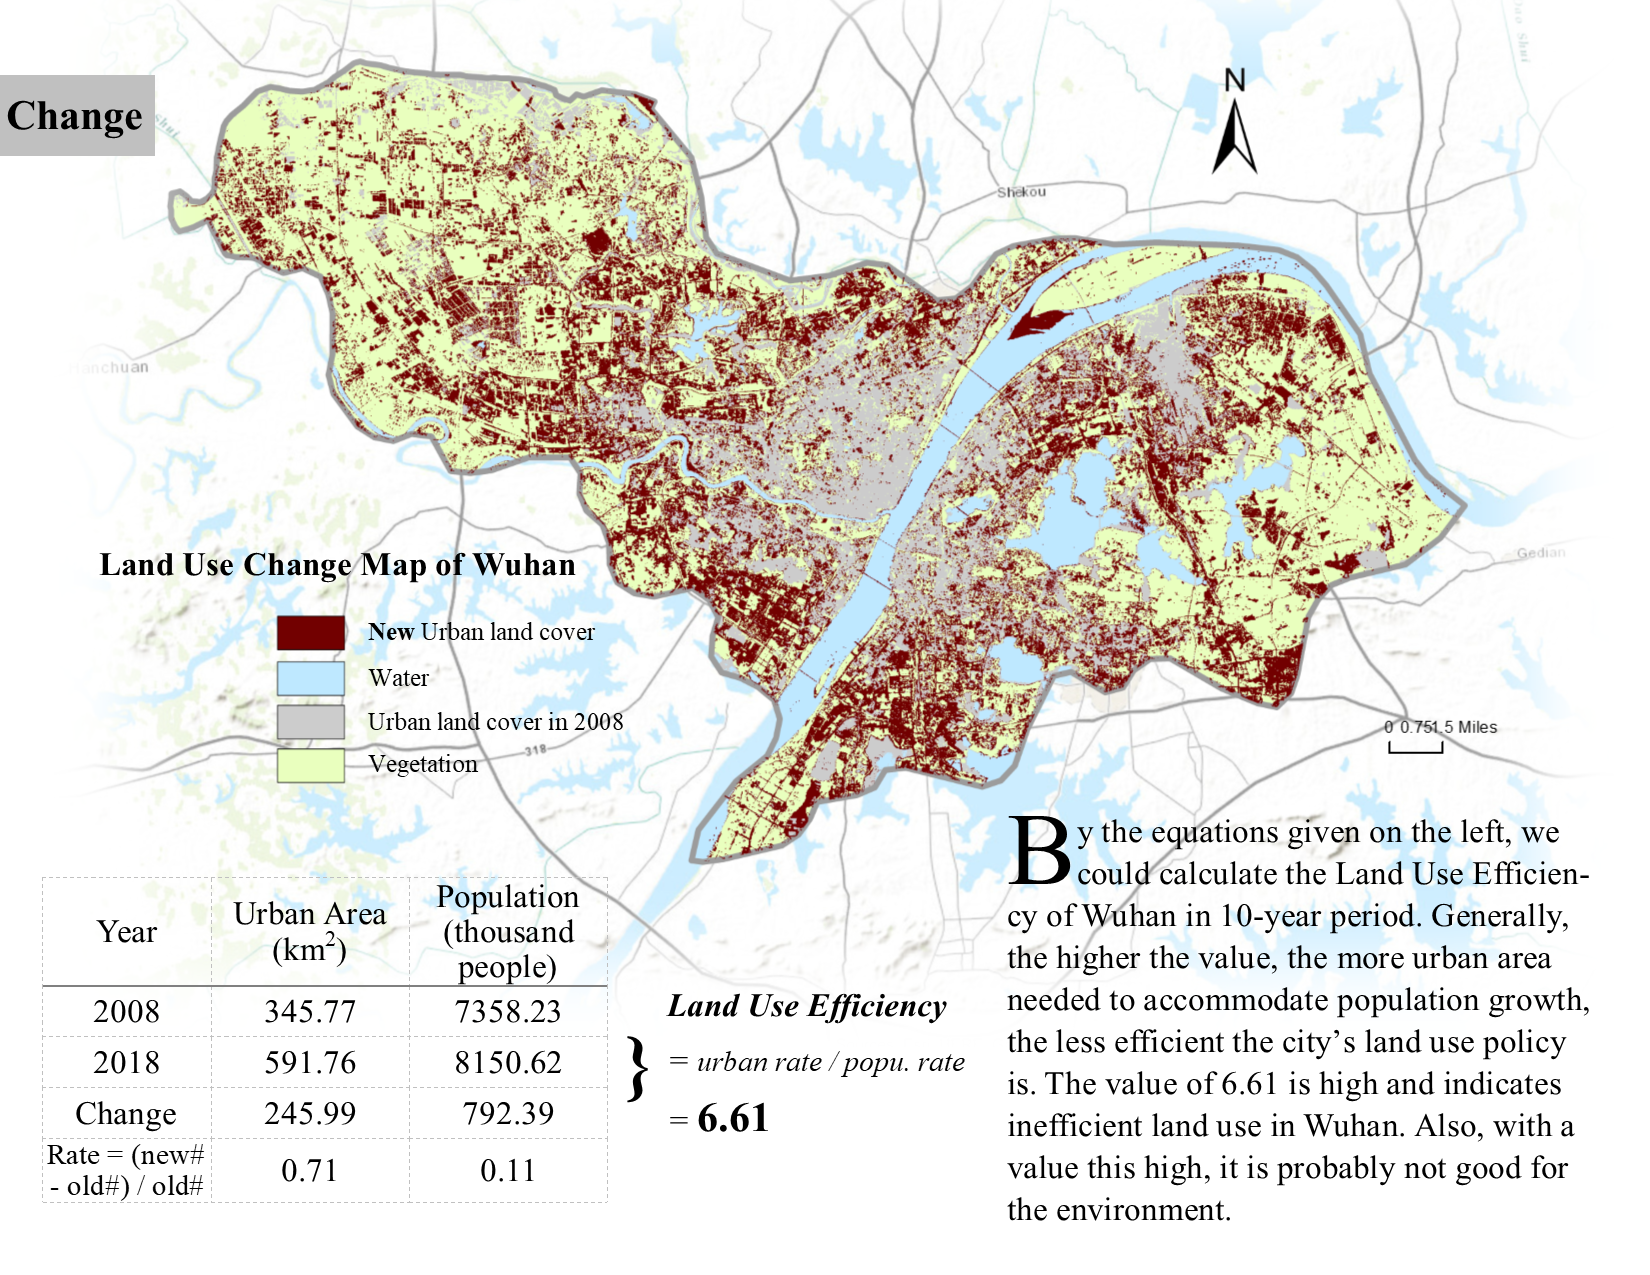 Change
N
Shekou
Shui
anchuan
Gedian
318
Land Use Change Map of Wuhan
New Urban land cover
Water
Urban land cover in 2008
Vegetation
0 0.751.5 Miles
Year
Urban Area
(km²)
Population
(thousand
people)
2008 345.77 7358.23
2018 591.76 8150.62
Change 245.99 792.39
Rate = (new#
- old#) / old#
0.71 0.11
}
Land Use Efficiency
= urban rate / popu. rate
= 6.61
By the equations given on the left, we
could calculate the Land Use Efficien-
cy of Wuhan in 10-year period. Generally,
the higher the value, the more urban area
needed to accommodate population growth,
the less efficient the city’s land use policy
is. The value of 6.61 is high and indicates
inefficient land use in Wuhan. Also, with a
value this high, it is probably not good for
the environment.